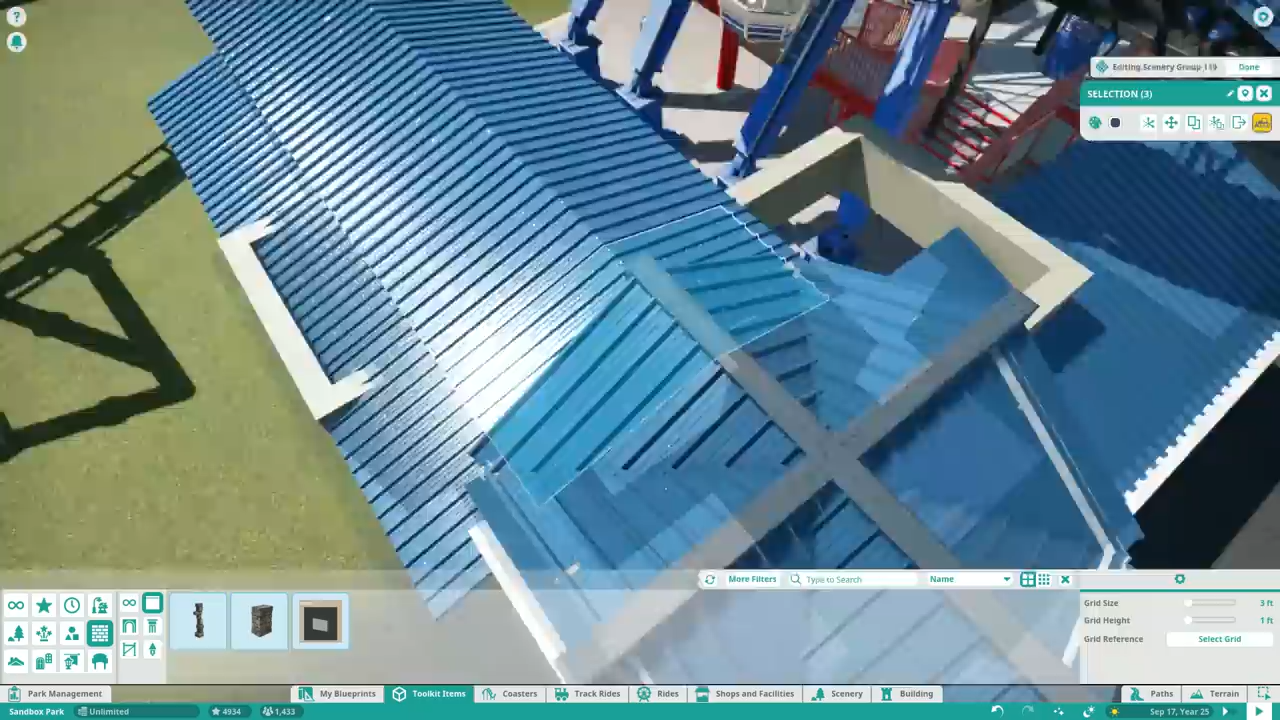 Editing Scenery Group 119
Done
SELECTION (3)
More Filters
Type to Search
Name
Grid Size
3 ft
Grid Height
1 ft
Grid Reference
Select Grid
Park Management
My Blueprints
Toolkit Items
Coasters
Track Rides
Rides
Shops and Facilities
Scenery
Building
Paths
Terrain
Sandbox Park
Unlimited
4934
1,433
Sep 17, Year 25